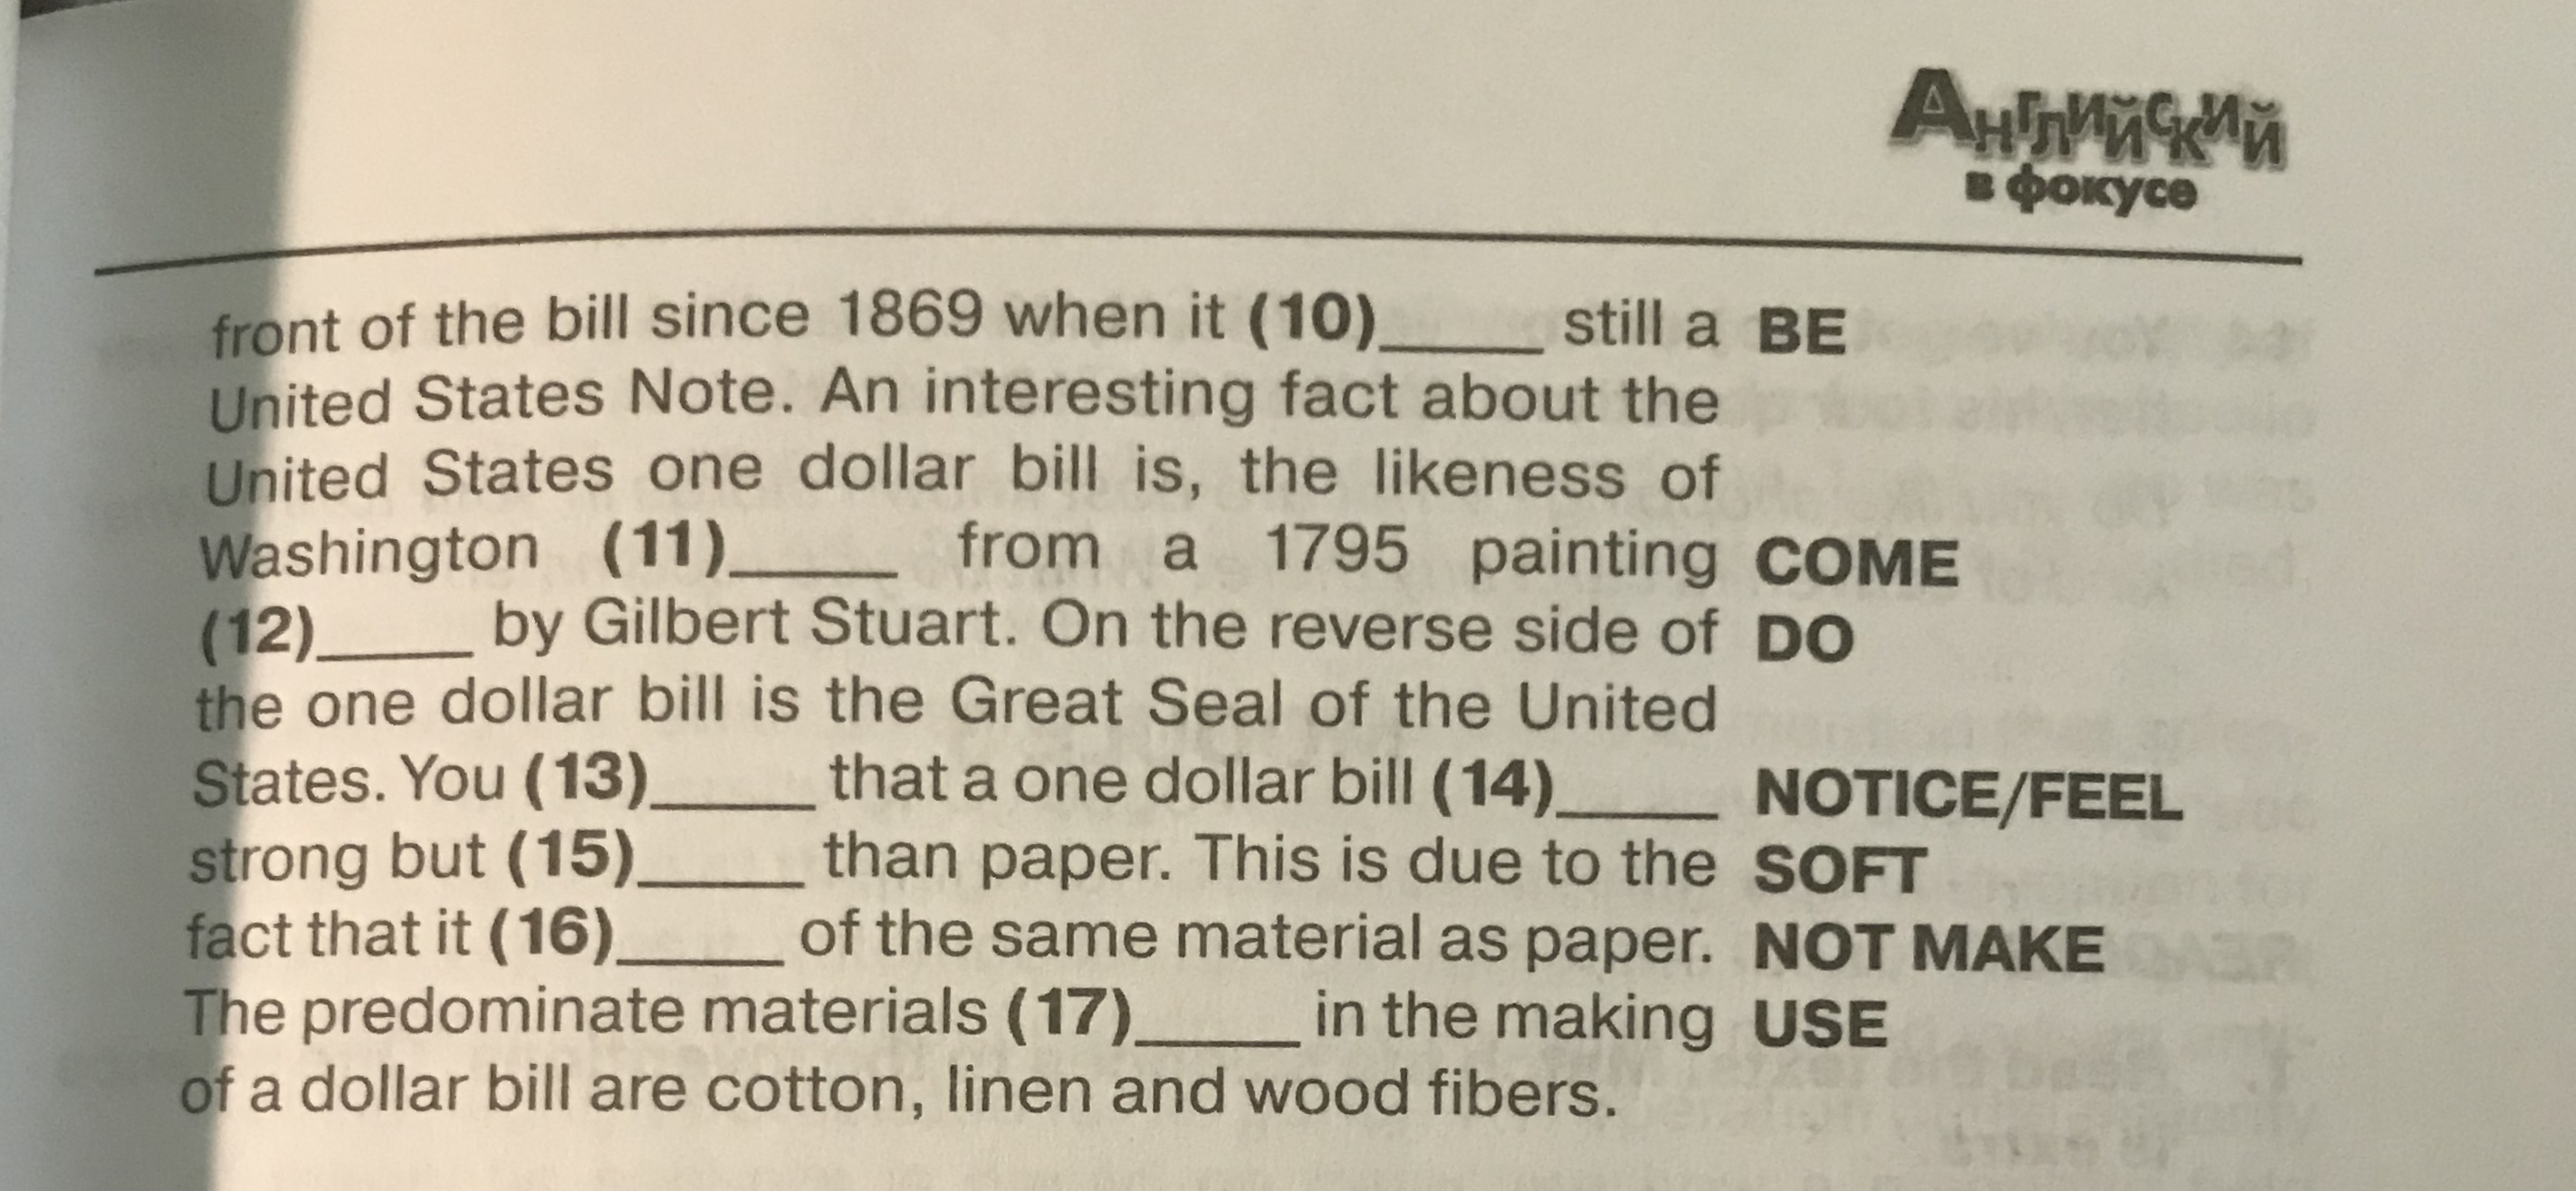 Английский
в фокусе
front of the bill since 1869 when it (10)_____ still a BE
United States Note. An interesting fact about the
United States one dollar bill is, the likeness of
Washington (11)_____ from a 1795 painting COME
(12)_____ by Gilbert Stuart. On the reverse side of DO
the one dollar bill is the Great Seal of the United
States. You (13)_____ that a one dollar bill (14)_____ NOTICE/FEEL
strong but (15)_____ than paper. This is due to the SOFT
fact that it (16)_____ of the same material as paper. NOT MAKE
The predominate materials (17)_____ in the making USE
of a dollar bill are cotton, linen and wood fibers.